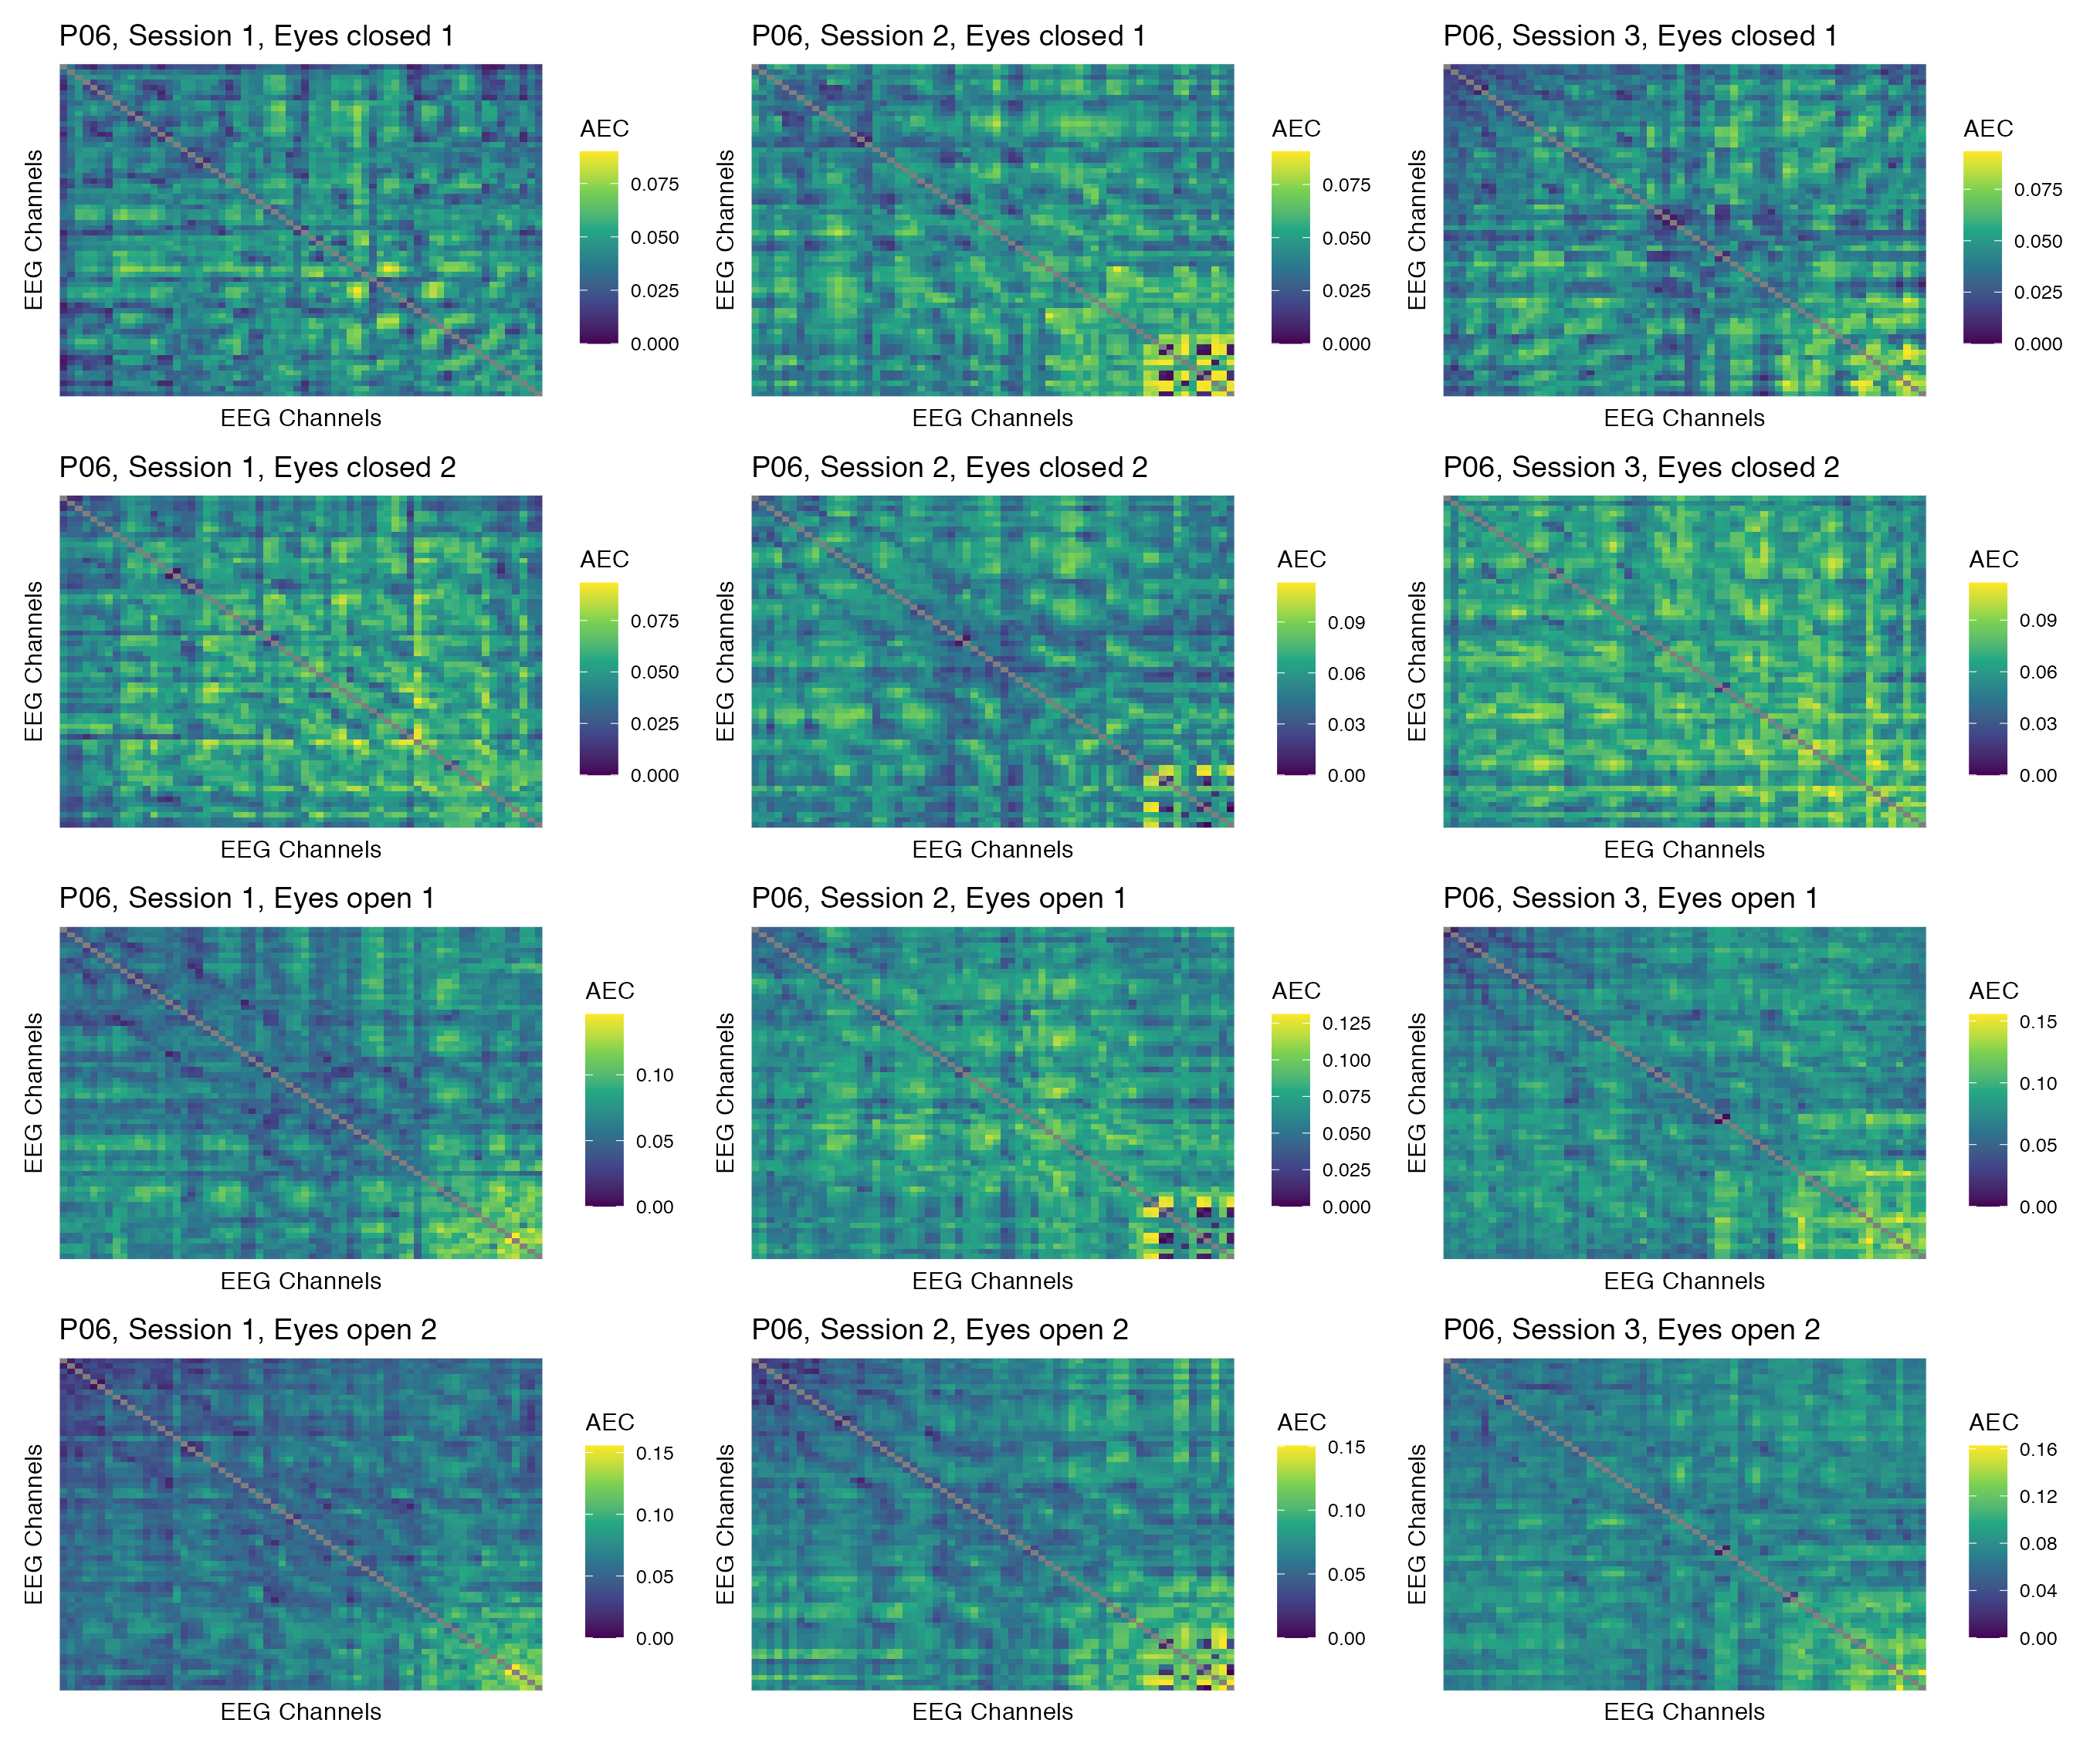 P06, Session 1, Eyes closed 1
EEG Channels
EEG Channels
AEC
0.075
0.050
0.025
0.000
P06, Session 2, Eyes closed 1
EEG Channels
EEG Channels
AEC
0.075
0.050
0.025
0.000
P06, Session 3, Eyes closed 1
EEG Channels
EEG Channels
AEC
0.075
0.050
0.025
0.000
P06, Session 1, Eyes closed 2
EEG Channels
EEG Channels
AEC
0.075
0.050
0.025
0.000
P06, Session 2, Eyes closed 2
EEG Channels
EEG Channels
AEC
0.09
0.06
0.03
0.00
P06, Session 3, Eyes closed 2
EEG Channels
EEG Channels
AEC
0.09
0.06
0.03
0.00
P06, Session 1, Eyes open 1
EEG Channels
EEG Channels
AEC
0.10
0.05
0.00
P06, Session 2, Eyes open 1
EEG Channels
EEG Channels
AEC
0.125
0.100
0.075
0.050
0.025
0.000
P06, Session 3, Eyes open 1
EEG Channels
EEG Channels
AEC
0.15
0.10
0.05
0.00
P06, Session 1, Eyes open 2
EEG Channels
EEG Channels
AEC
0.15
0.10
0.05
0.00
P06, Session 2, Eyes open 2
EEG Channels
EEG Channels
AEC
0.15
0.10
0.05
0.00
P06, Session 3, Eyes open 2
EEG Channels
EEG Channels
AEC
0.16
0.12
0.08
0.04
0.00